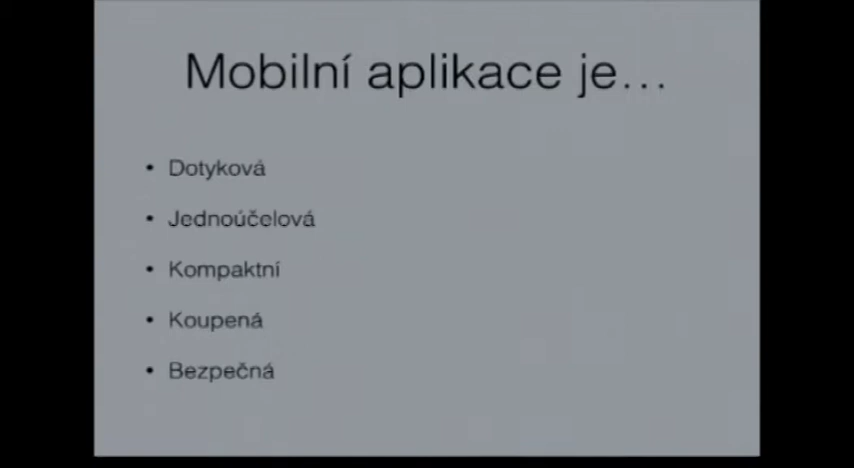 Mobilní aplikace je…
• Dotyková
• Jednoúčelová
• Kompaktní
• Koupená
• Bezpečná